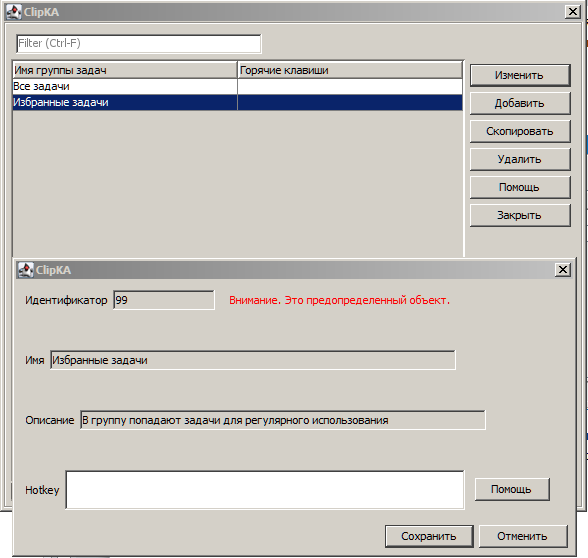 ClipKA
Filter (Ctrl-F)
Имя группы задач Горячие клавиши
Все задачи
Избранные задачи
Изменить
Добавить
Скопировать
Удалить
Помощь
Закрыть
ClipKA
Идентификатор 99 Внимание. Это предопределенный объект.
Имя Избранные задачи
Описание В группу попадают задачи для регулярного использования
Hotkey Помощь
Сохранить Отменить